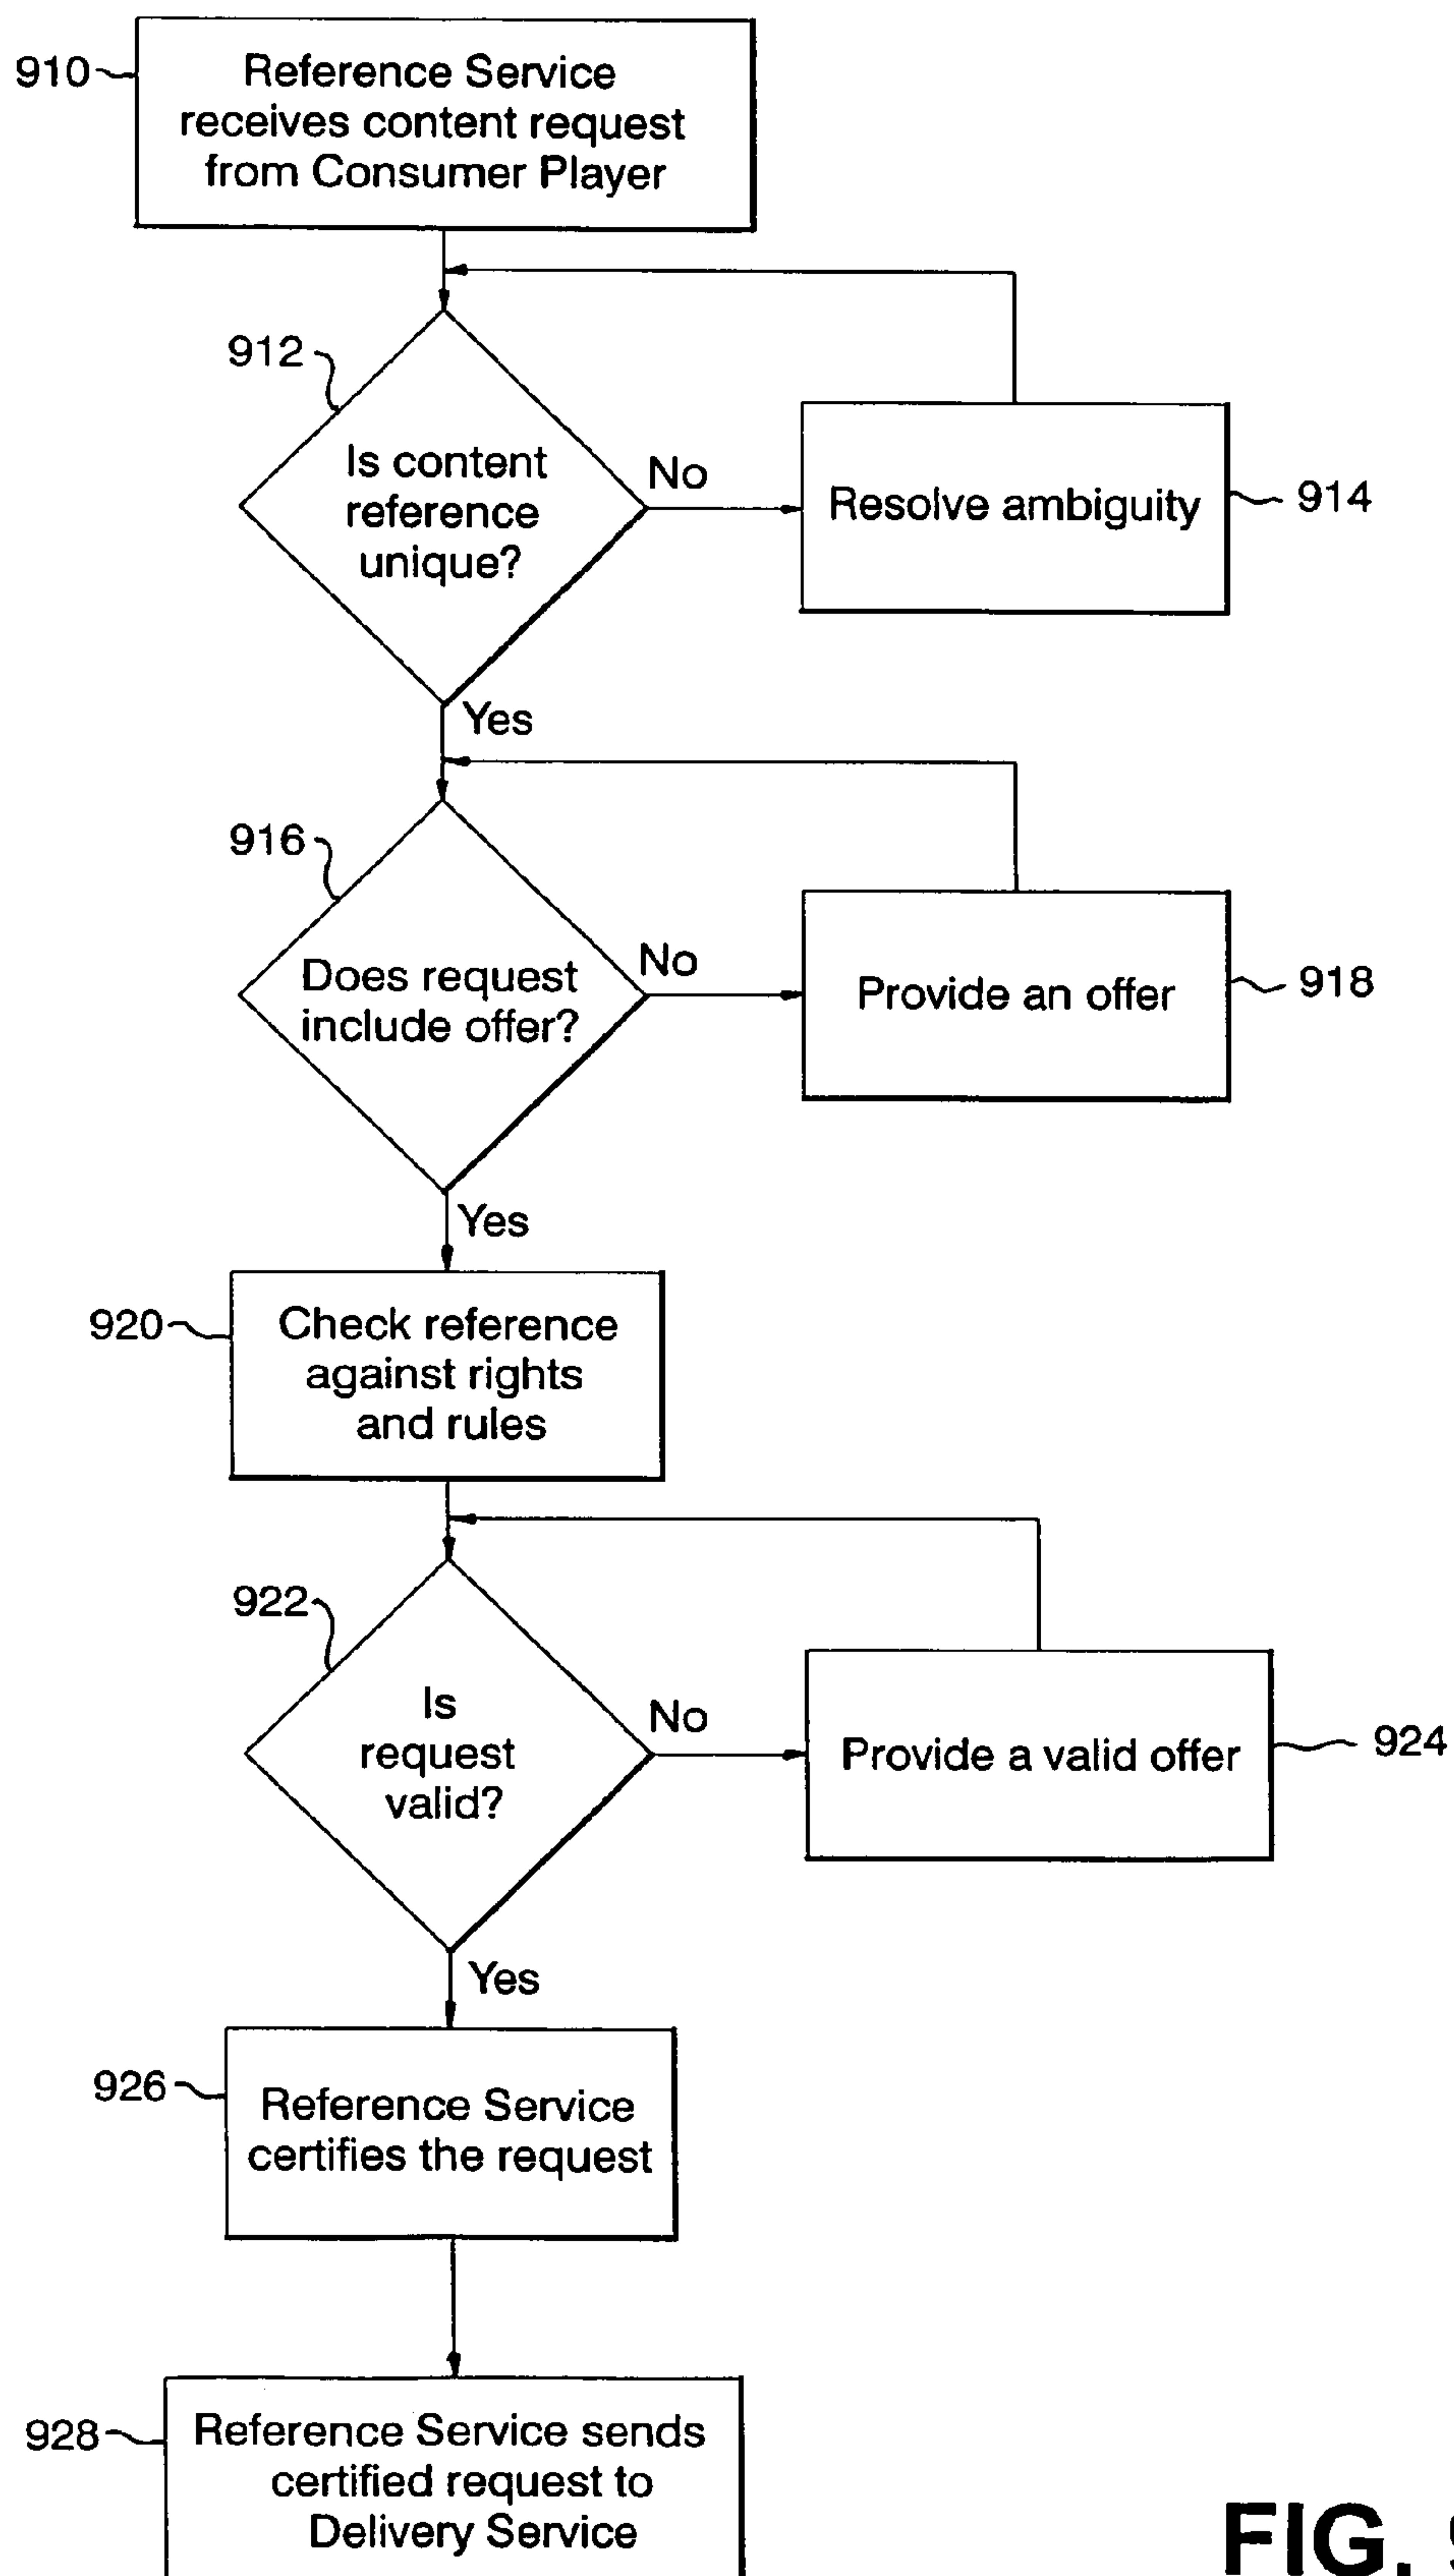 910
Reference Service
receives content request
from Consumer Player
912
Is content
reference
unique?
No
Resolve ambiguity
914
Yes
916
Does request
include offer?
No
Provide an offer
918
Yes
920
Check reference
against rights
and rules
922
Is
request
valid?
No
Provide a valid offer
924
Yes
926
Reference Service
certifies the request
928
Reference Service sends
certified request to
Delivery Service
FIG.